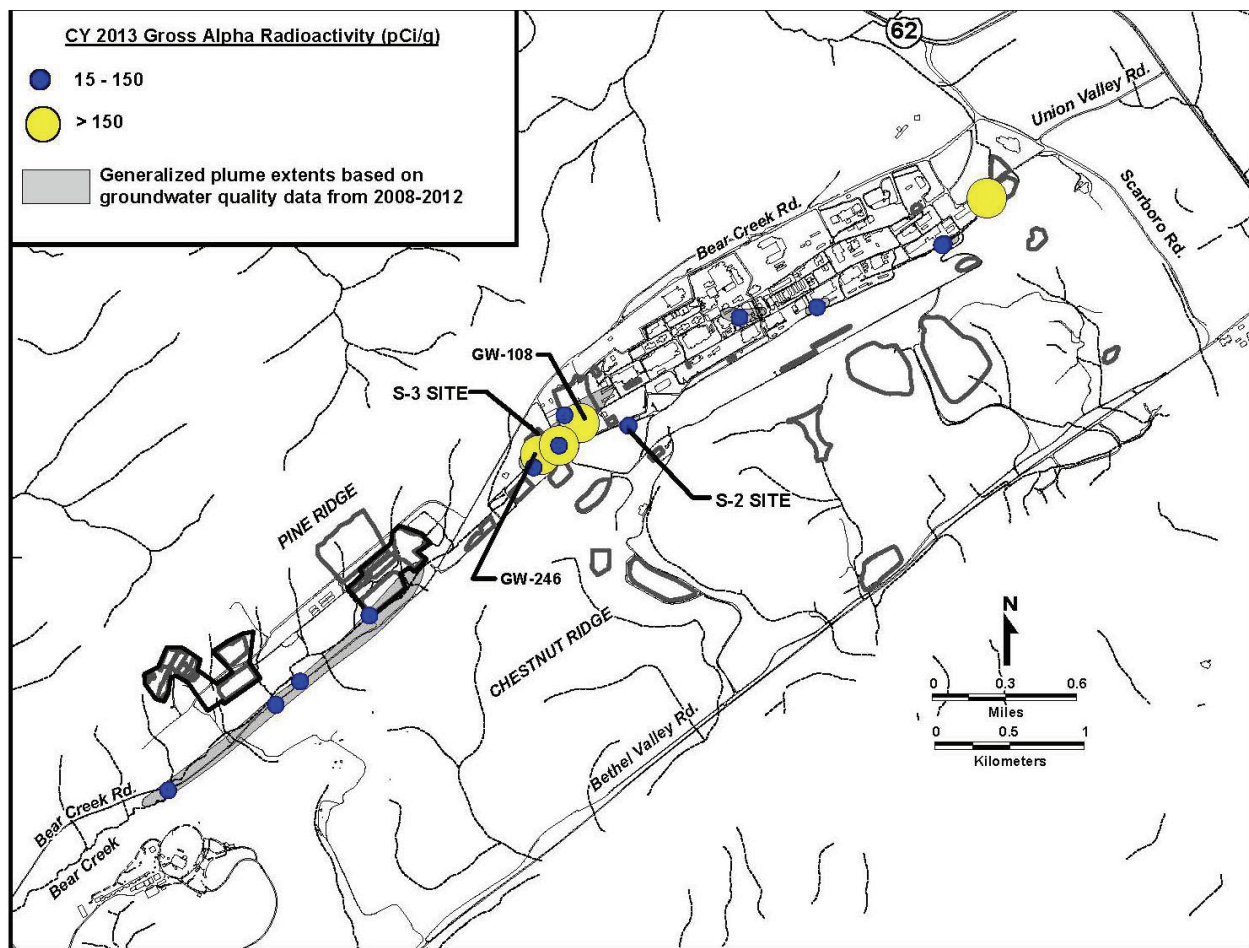 CY 2013 Gross Alpha Radioactivity (pCi/g)
15 - 150
> 150
Generalized plume extents based on
groundwater quality data from 2008-2012
62
Union Valley Rd.
Scarboro Rd.
Bear Creek Rd.
GW-108
S-3 SITE
S-2 SITE
PINE RIDGE
GW-246
CHESTNUT RIDGE
N
0 0.3 0.6
Miles
0 0.5 1
Kilometers
Bethel Valley Rd.
Bear Creek Rd.
Bear Creek